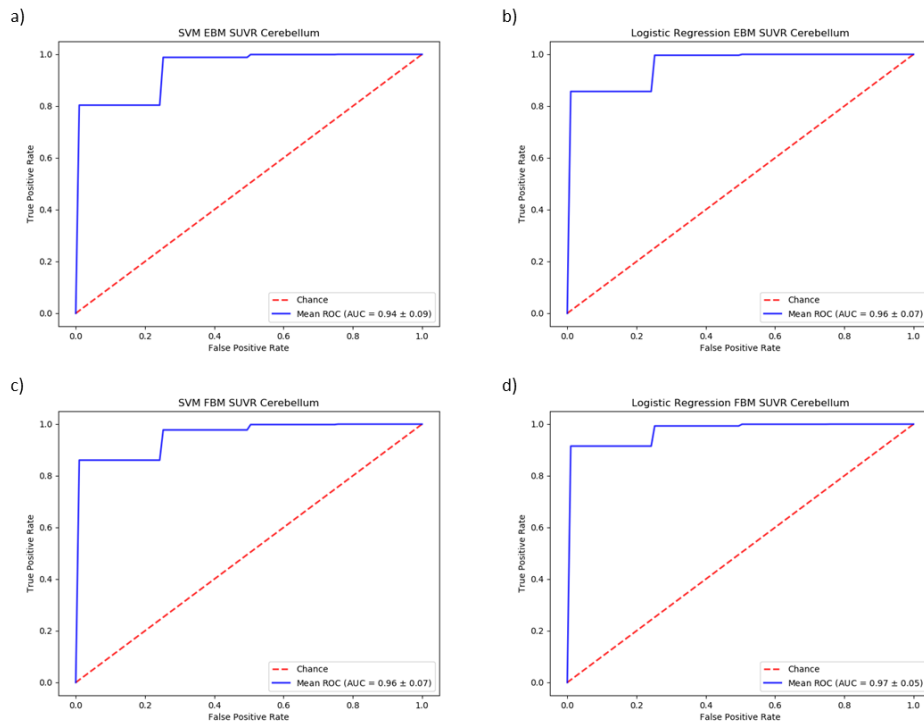 a)
SVM EBM SUVR Cerebellum
1.0
0.8
0.6
0.4
0.2
0.0
True Positive Rate
0.0 0.2 0.4 0.6 0.8 1.0
False Positive Rate
Chance
Mean ROC (AUC = 0.94 ± 0.09)
b)
Logistic Regression EBM SUVR Cerebellum
1.0
0.8
0.6
0.4
0.2
0.0
True Positive Rate
0.0 0.2 0.4 0.6 0.8 1.0
False Positive Rate
Chance
Mean ROC (AUC = 0.96 ± 0.07)
c)
SVM FBM SUVR Cerebellum
1.0
0.8
0.6
0.4
0.2
0.0
True Positive Rate
0.0 0.2 0.4 0.6 0.8 1.0
False Positive Rate
Chance
Mean ROC (AUC = 0.96 ± 0.07)
d)
Logistic Regression FBM SUVR Cerebellum
1.0
0.8
0.6
0.4
0.2
0.0
True Positive Rate
0.0 0.2 0.4 0.6 0.8 1.0
False Positive Rate
Chance
Mean ROC (AUC = 0.97 ± 0.05)